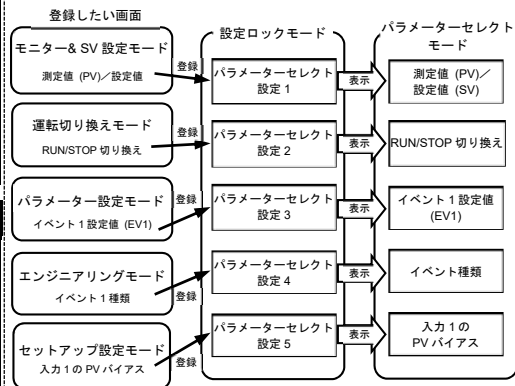 登録したい画面
設定ロックモード
パラメーターセレクト
モード
モニター& SV 設定モード
測定値 (PV)／設定値
登録
パラメーターセレクト
設定 1
表示
測定値 (PV)／
設定値 (SV)
運転切り換えモード
RUN/STOP 切り換え
登録
パラメーターセレクト
設定 2
表示
RUN/STOP 切り換え
パラメーター設定モード
イベント 1 設定値 (EV1)
登録
パラメーターセレクト
設定 3
表示
イベント 1 設定値
(EV1)
エンジニアリングモード
イベント 1 種類
登録
パラメーターセレクト
設定 4
表示
イベント種類
セットアップ設定モード
入力 1 の PV バイアス
登録
パラメーターセレクト
設定 5
表示
入力 1 の
PV バイアス